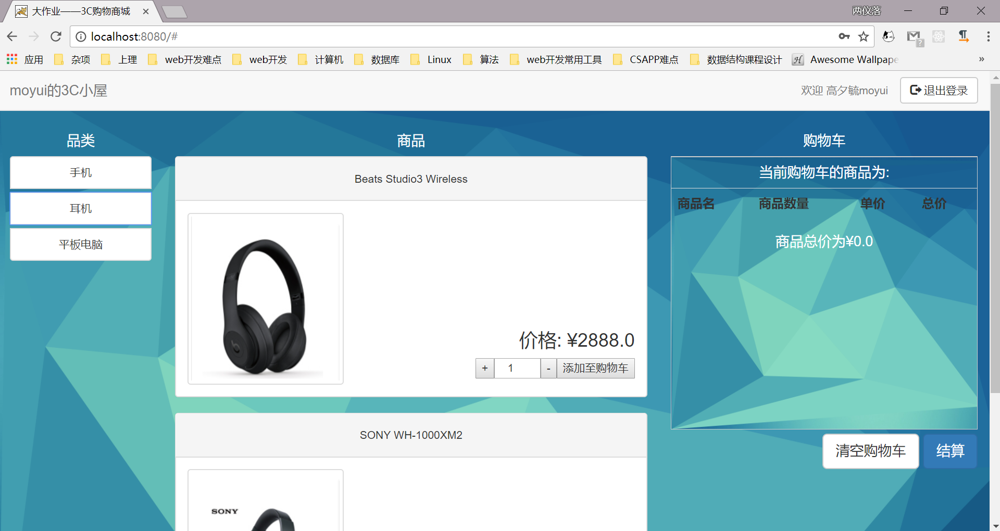 大作业——3C购物商城
两仪落
localhost:8080/#
应用 杂项 上理 web开发难点 web开发 计算机 数据库 Linux 算法 web开发常用工具 CSAPP难点 数据结构课程设计 Awesome Wallpape
moyui的3C小屋
欢迎 高夕毓moyui
退出登录
品类
手机
耳机
平板电脑
商品
Beats Studio3 Wireless
价格: ¥2888.0
+ 1 - 添加至购物车
SONY WH-1000XM2
SONY
购物车
当前购物车的商品为:
商品名 商品数量 单价 总价
商品总价为¥0.0
清空购物车 结算